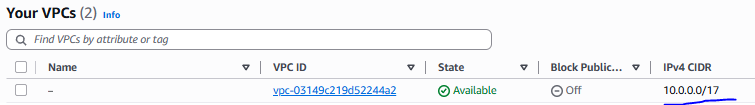 Your VPCs (2) Info
Find VPCs by attribute or tag
Name VPC ID State Block Public... IPv4 CIDR
– vpc-03149c219d52244a2 Available Off 10.0.0.0/17